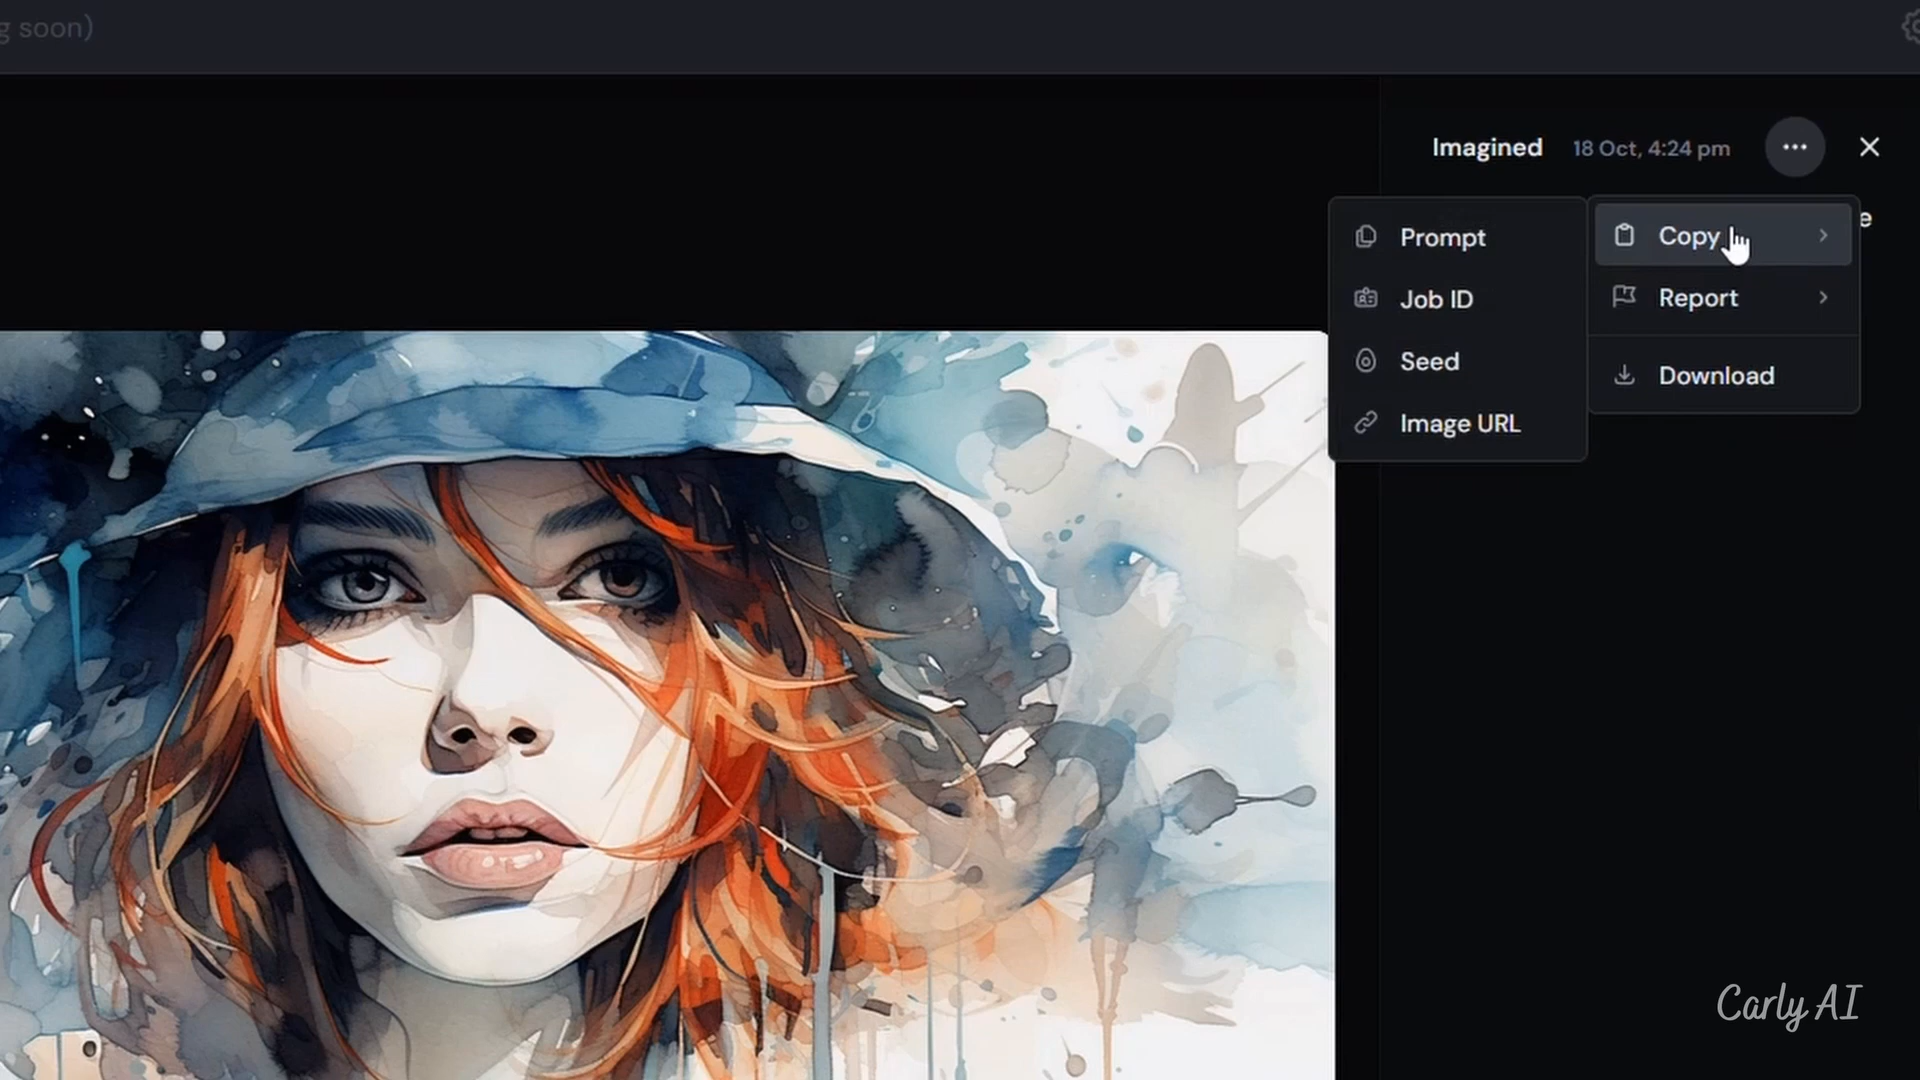 g soon)
Imagined 18 Oct, 4:24 pm
e
Copy
Report
Download
Prompt
Job ID
Seed
Image URL
Carly AI